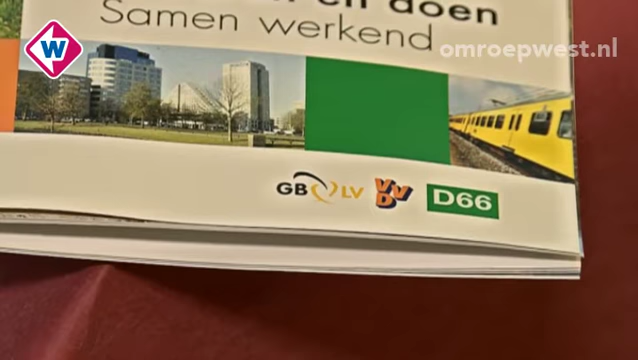 en doen
Samen werkend
W
omroepwest.nl
GB LV VVD D66